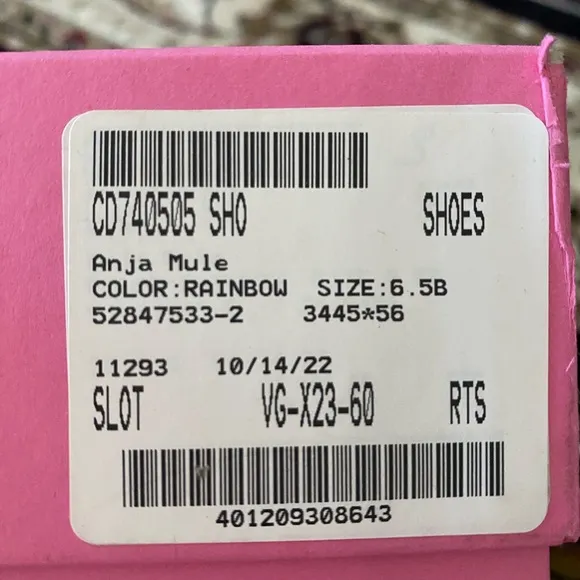 CD740505 SHO SHOES
Anja Mule
COLOR:RAINBOW SIZE:6.5B
52847533-2 3445*56
11293 10/14/22
SLOT VG-X23-60 RTS
401209308643